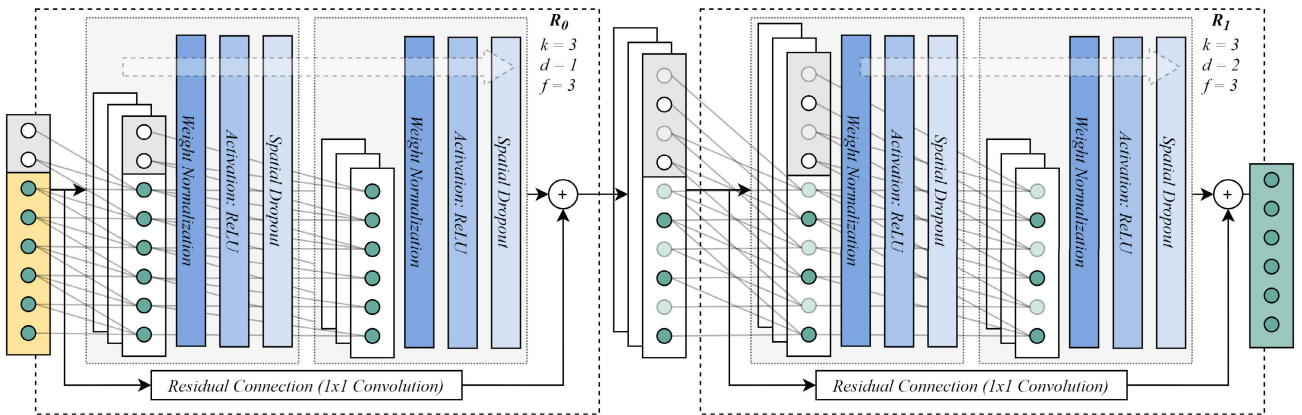 R0
k = 3
d = 1
f = 3
Weight Normalization
Activation: ReLU
Spatial Dropout
Weight Normalization
Activation: ReLU
Spatial Dropout
+
Residual Connection (1x1 Convolution)
R1
k = 3
d = 2
f = 3
Weight Normalization
Activation: ReLU
Spatial Dropout
Weight Normalization
Activation: ReLU
Spatial Dropout
+
Residual Connection (1x1 Convolution)